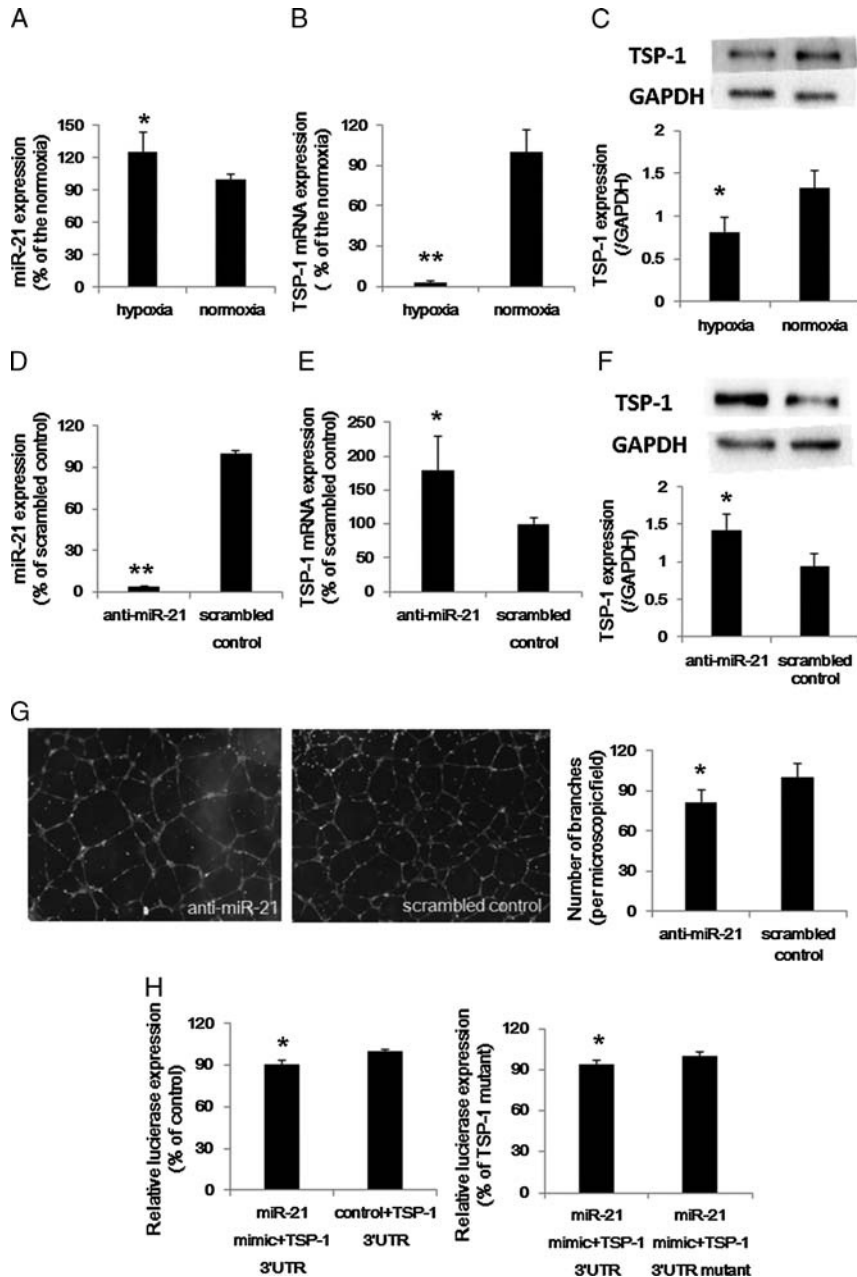 A
miR-21 expression
(% of the normoxia)
150
120
90
60
30
0
*
hypoxia
normoxia
B
TSP-1 mRNA expression
( % of the normoxia)
120
90
60
30
0
**
hypoxia
normoxia
C
TSP-1
GAPDH
TSP-1 expression
(/GAPDH)
2
1.5
1
0.5
0
*
hypoxia
normoxia
D
miR-21 expression
(% of scrambled control)
120
90
60
30
0
**
anti-miR-21
scrambled
control
E
TSP-1 mRNA expression
(% of scrambled control)
250
200
150
100
50
0
*
anti-miR-21
scrambled
control
F
TSP-1
GAPDH
TSP-1 expression
(/GAPDH)
2
1.5
1
0.5
0
*
anti-miR-21
scrambled
control
G
anti-miR-21
scrambled control
Number of branches
(per microscopicfield)
120
90
60
30
0
*
anti-miR-21
scrambled
control
H
Relative lucierase expression
(% of control)
120
90
60
30
0
*
miR-21
mimic+TSP-1
3'UTR
control+TSP-1
3'UTR
Relative lucierase expression
(% of TSP-1 mutant)
120
90
60
30
0
*
miR-21
mimic+TSP-1
3'UTR
miR-21
mimic+TSP-1
3'UTR mutant